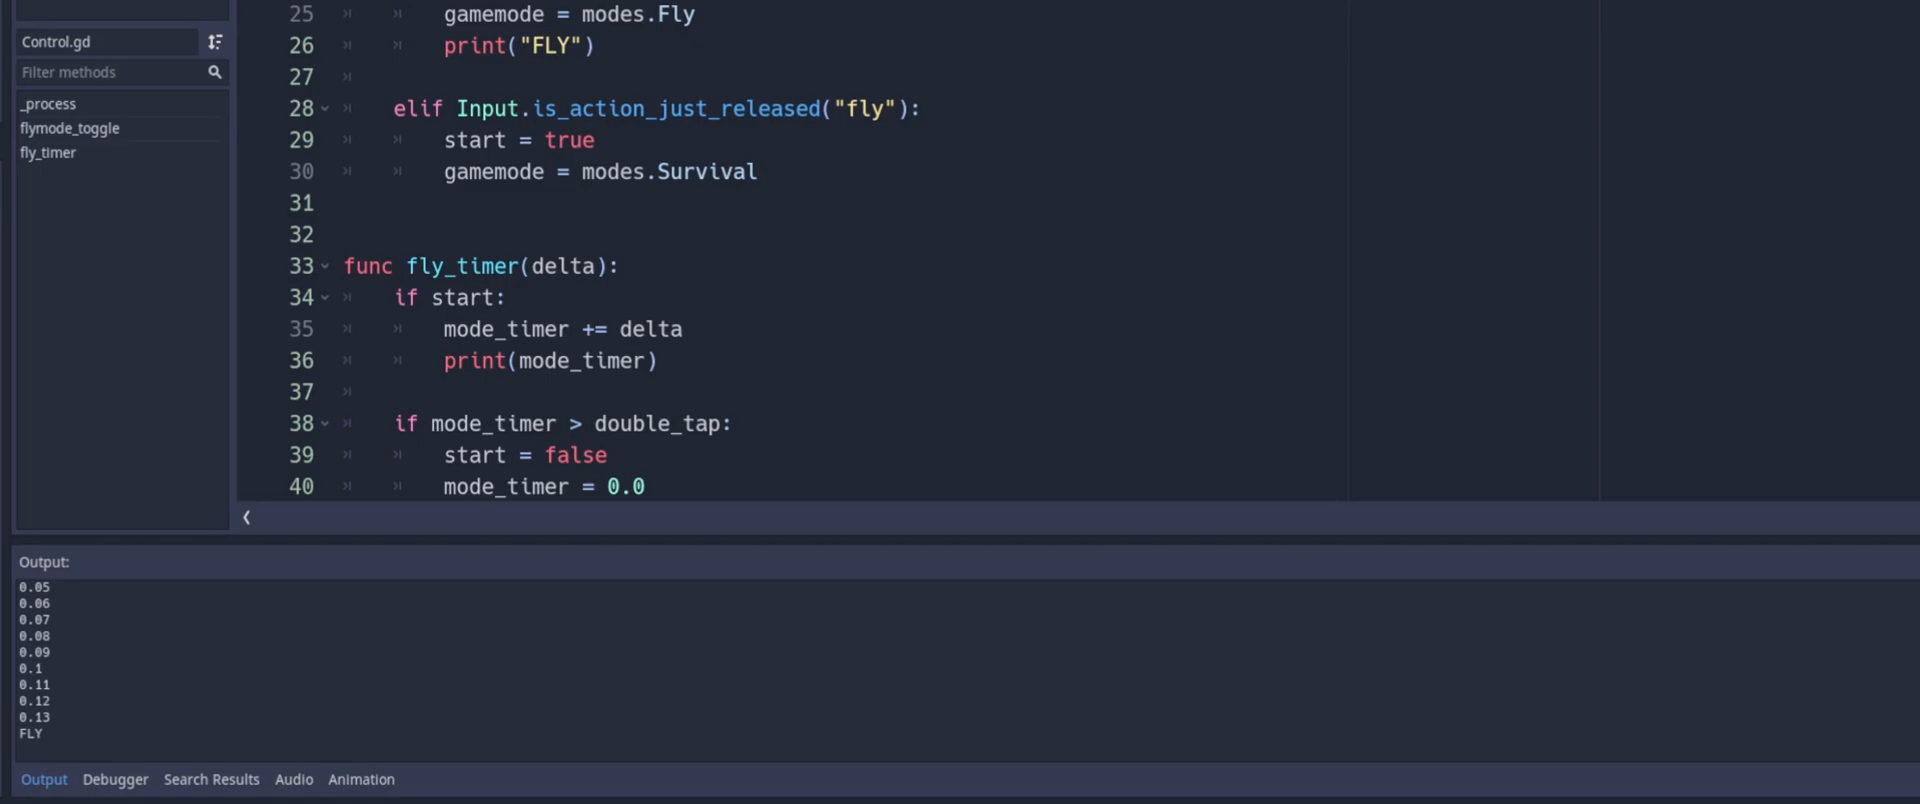 Control.gd
Filter methods
_process
flymode_toggle
fly_timer
25 gamemode = modes.Fly
26 print("FLY")
27
28 elif Input.is_action_just_released("fly"):
29 start = true
30 gamemode = modes.Survival
31
32
33 func fly_timer(delta):
34 if start:
35 mode_timer += delta
36 print(mode_timer)
37
38 if mode_timer > double_tap:
39 start = false
40 mode_timer = 0.0
Output:
0.05
0.06
0.07
0.08
0.09
0.1
0.11
0.12
0.13
FLY
Output Debugger Search Results Audio Animation